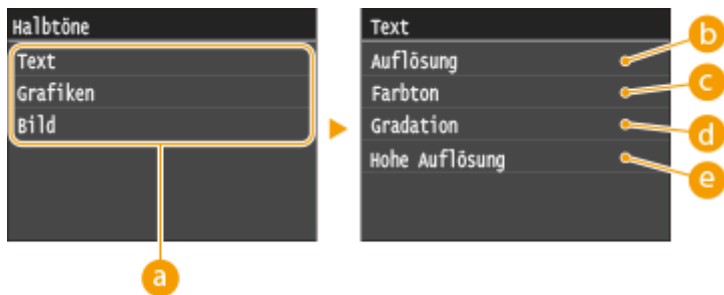 Halbtöne
Text
Grafiken
Bild
a
Text
Auflösung
Farbton
Gradation
Hohe Auflösung
b
c
d
e